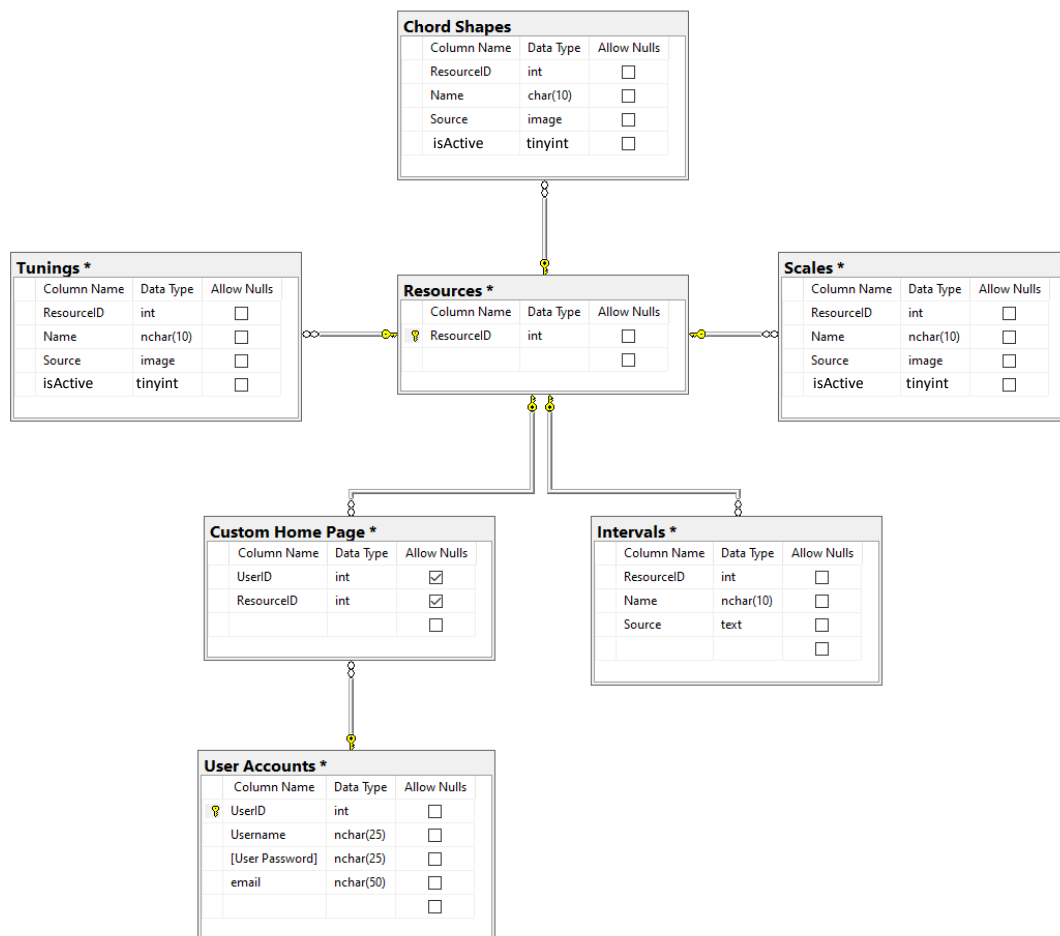 Chord Shapes
Column Name Data Type Allow Nulls
ResourceID int
Name char(10)
Source image
isActive tinyint
Tunings *
Column Name Data Type Allow Nulls
ResourceID int
Name nchar(10)
Source image
isActive tinyint
Resources *
Column Name Data Type Allow Nulls
ResourceID int
Scales *
Column Name Data Type Allow Nulls
ResourceID int
Name nchar(10)
Source image
isActive tinyint
Custom Home Page *
Column Name Data Type Allow Nulls
UserID int
ResourceID int
Intervals *
Column Name Data Type Allow Nulls
ResourceID int
Name nchar(10)
Source text
User Accounts *
Column Name Data Type Allow Nulls
UserID int
Username nchar(25)
[User Password] nchar(25)
email nchar(50)